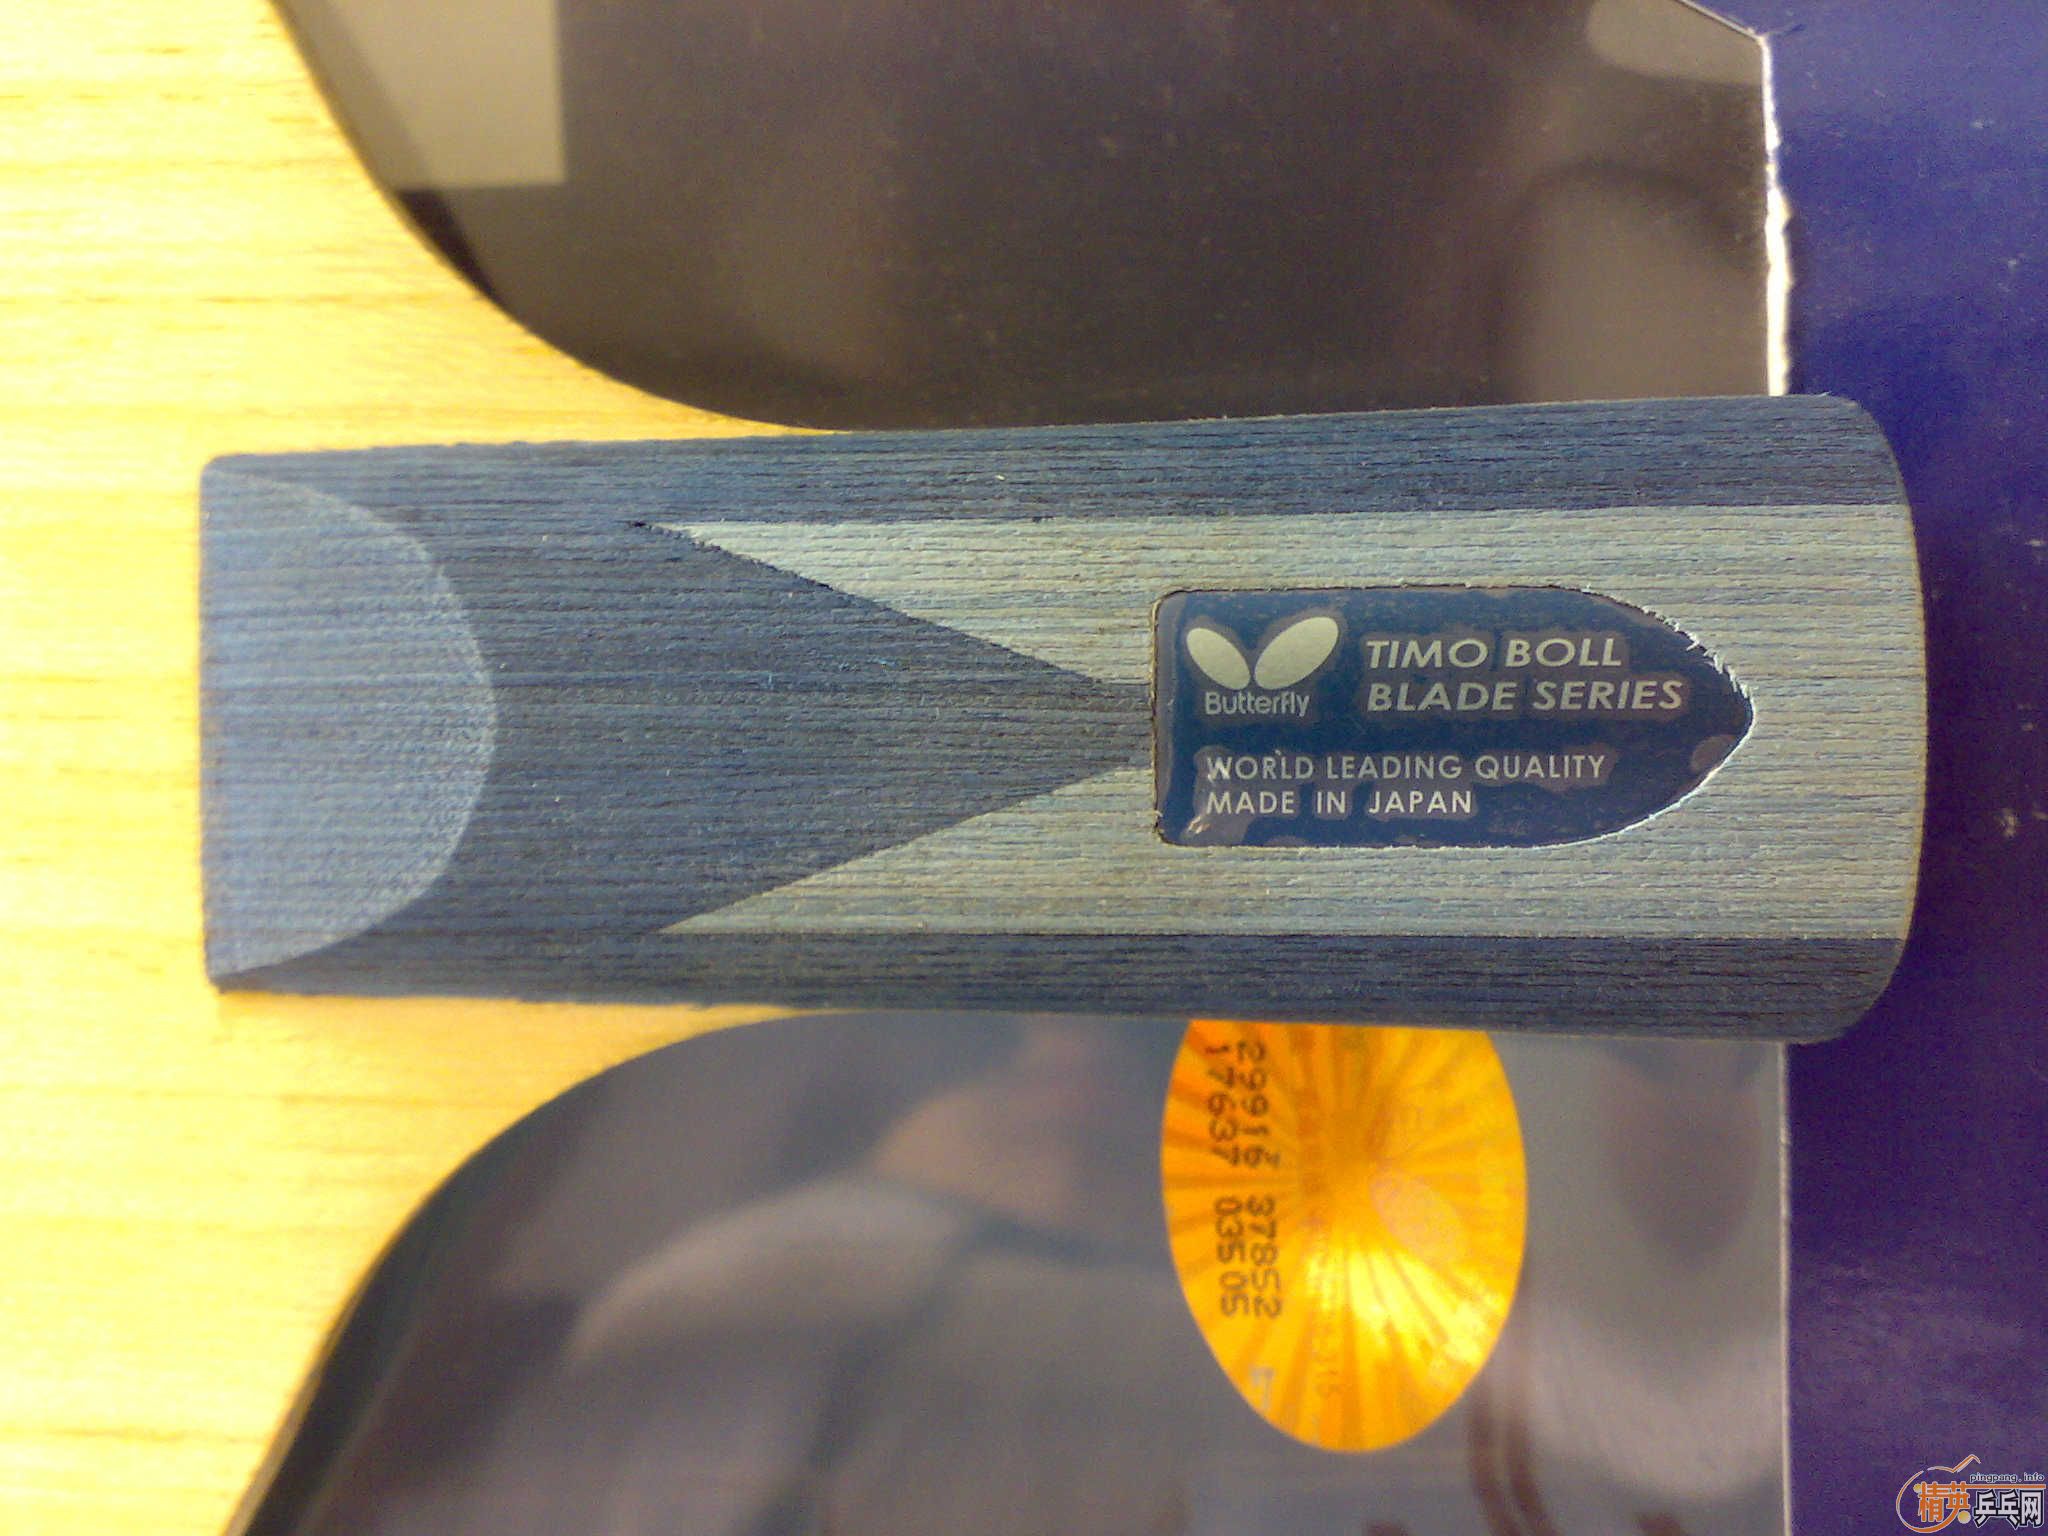 Butterfly
TIMO BOLL
BLADE SERIES
WORLD LEADING QUALITY
MADE IN JAPAN
29916 37852
17637 03505
pingpang.info
精英乒乓网